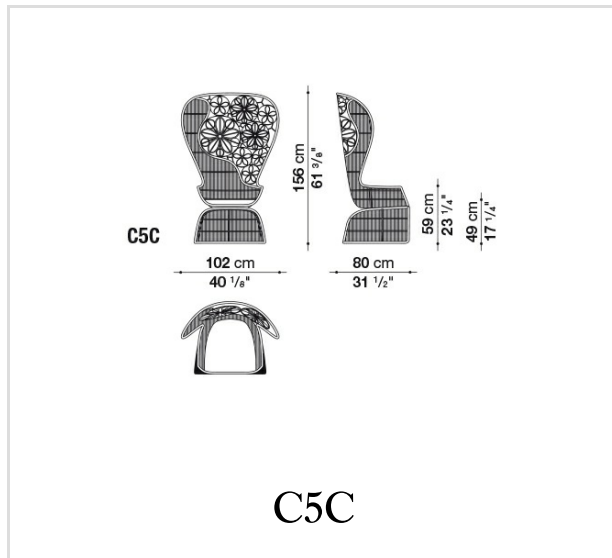 156 cm
61 3/8"
59 cm
23 1/4"
49 cm
17 1/4"
C5C
102 cm
40 1/8"
80 cm
31 1/2"
C5C